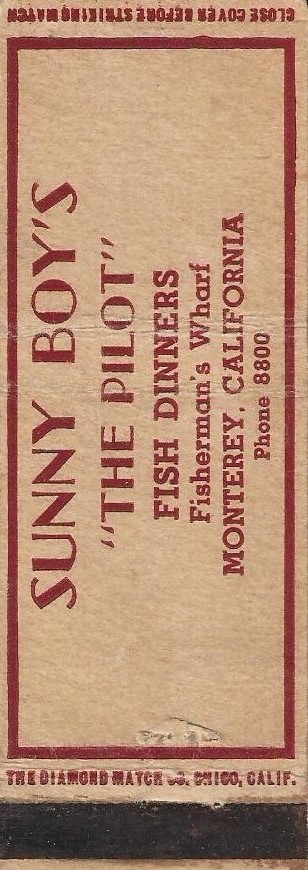 CLOSE COVER BEFORE STRIKING MATCH
SUNNY BOY'S
"THE PILOT"
FISH DINNERS
Fisherman's Wharf
MONTEREY, CALIFORNIA
Phone 8800
THE DIAMOND MATCH CO. CHICO, CALIF.